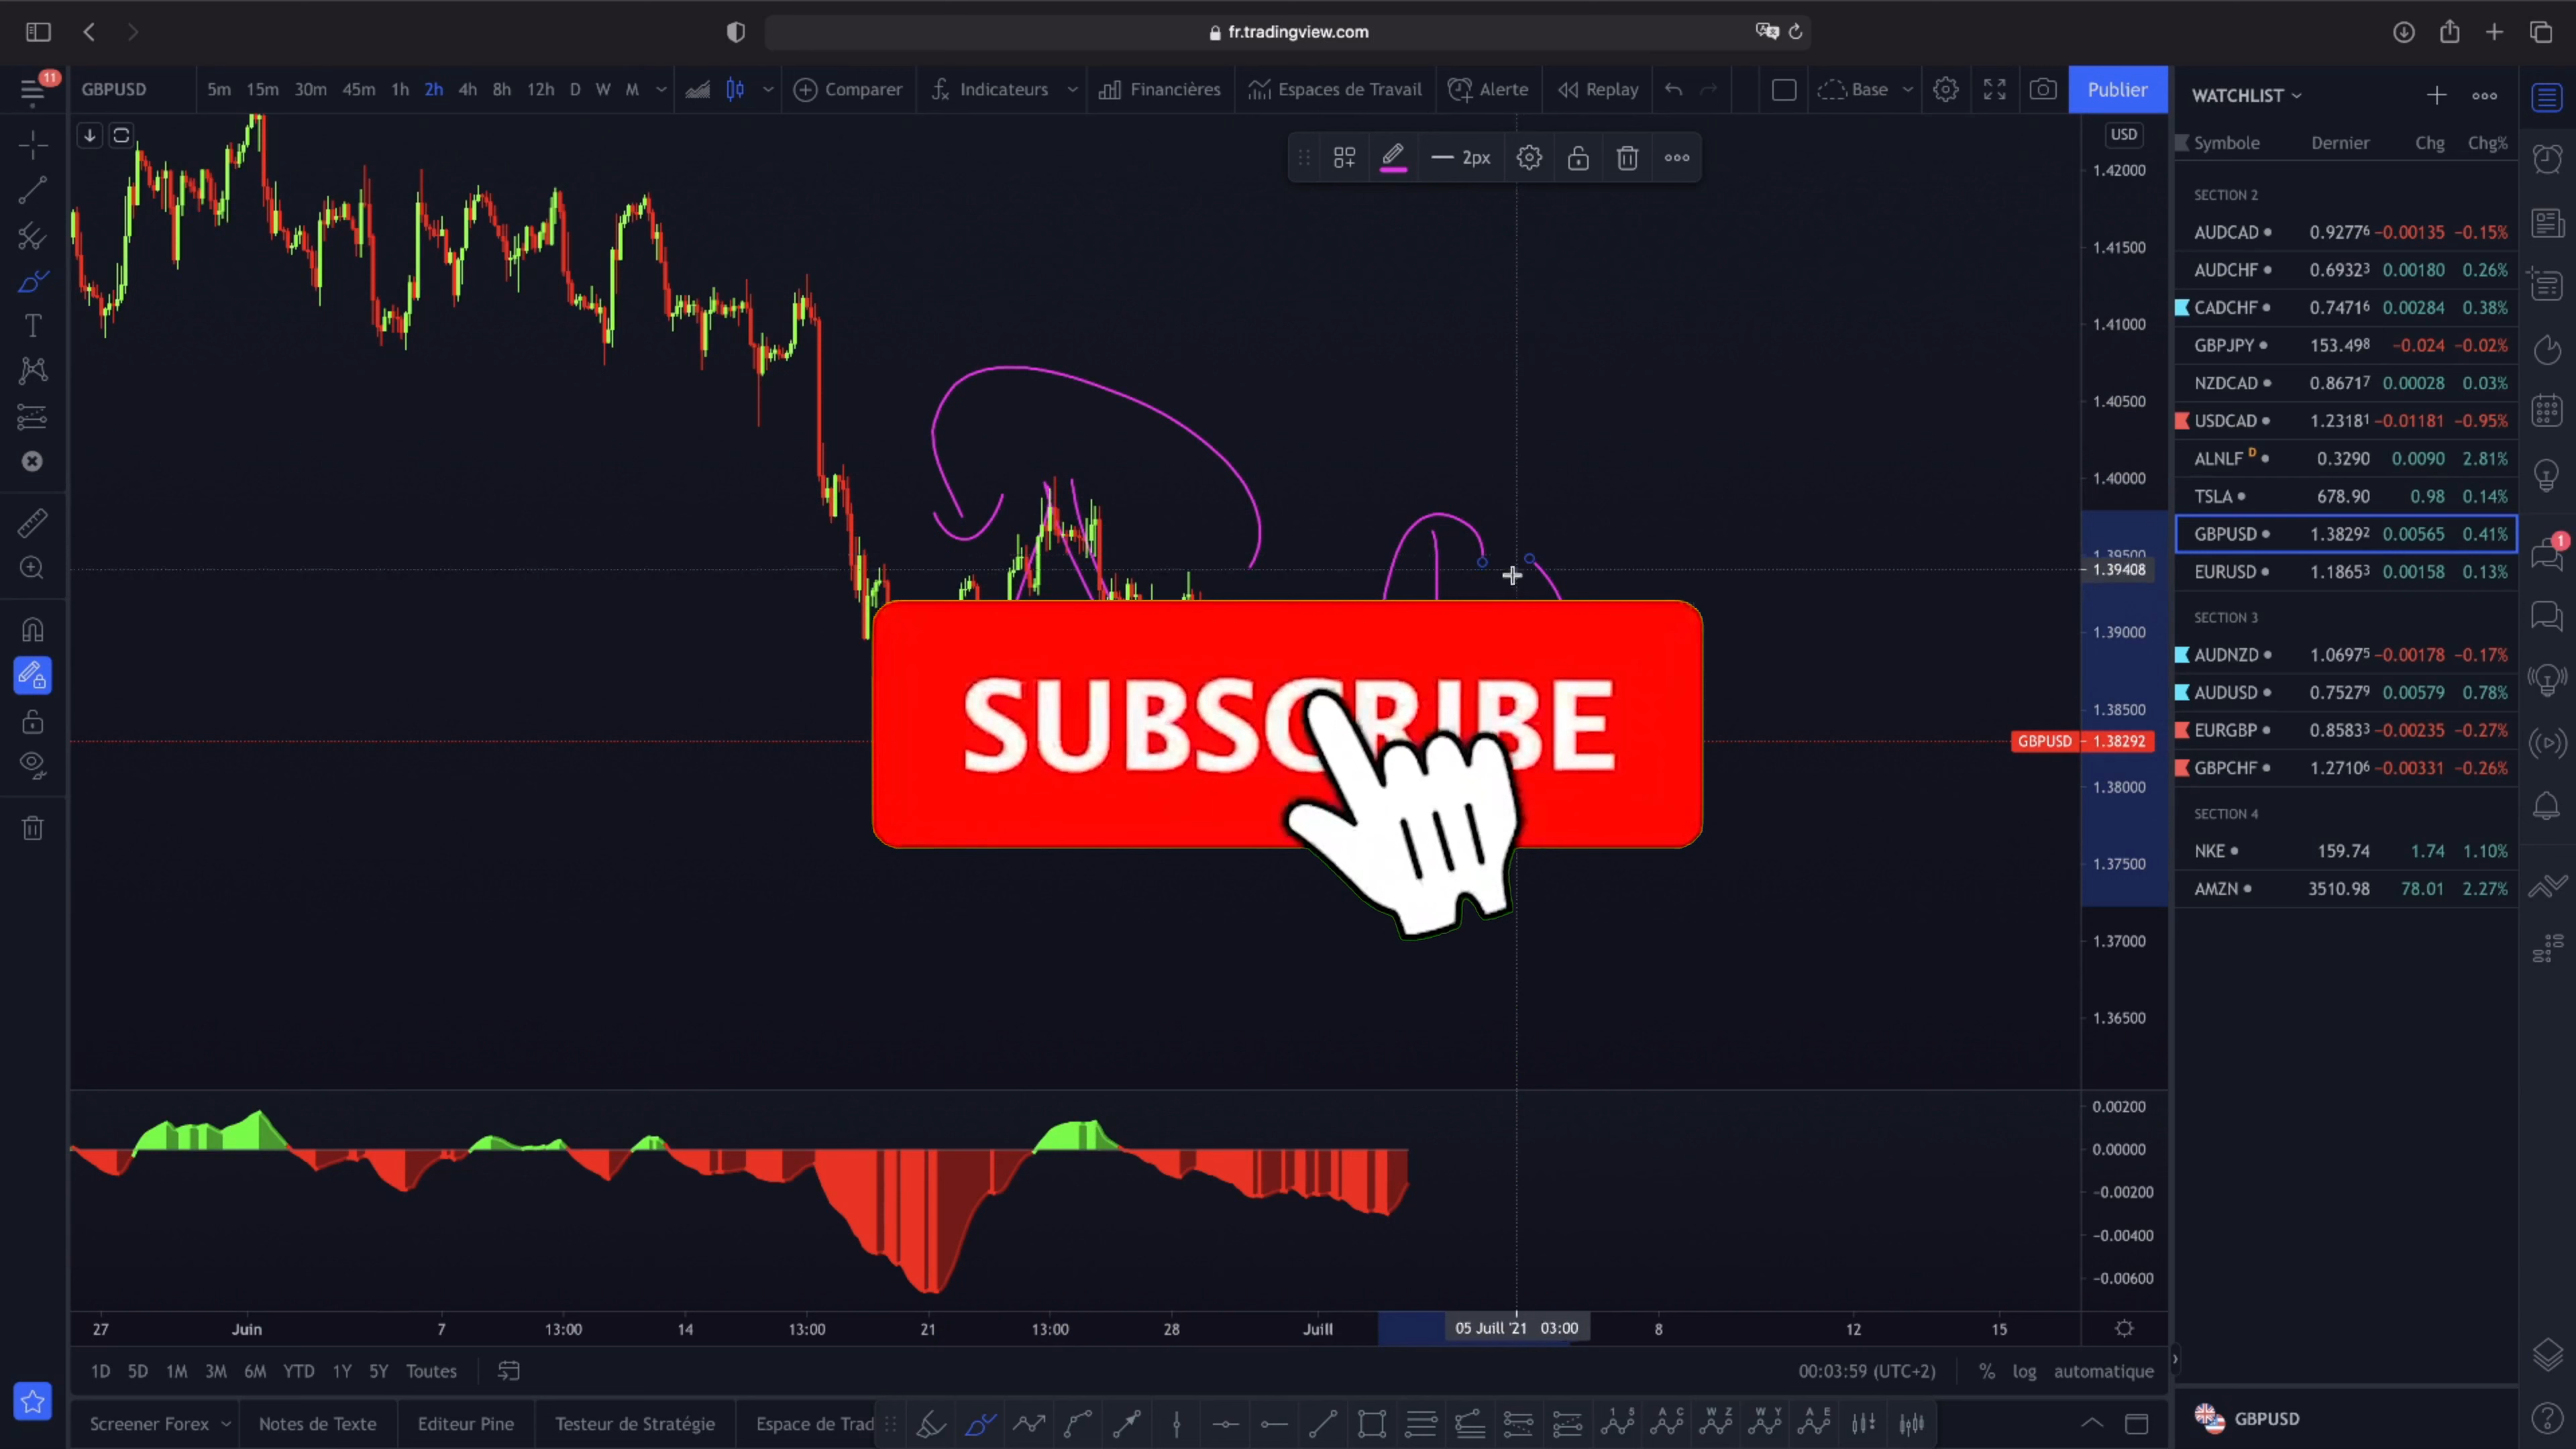 fr.tradingview.com
11
GBPUSD 5m 15m 30m 45m 1h 2h 4h 8h 12h D W M Comparer Indicateurs Financières Espaces de Travail Alerte Replay Base Publier
WATCHLIST
USD
2px
Symbole Dernier Chg Chg%
SECTION 2
AUDCAD 0.92776 −0.00135 −0.15%
AUDCHF 0.69323 0.00180 0.26%
CADCHF 0.74716 0.00284 0.38%
GBPJPY 153.498 −0.024 −0.02%
NZDCAD 0.86717 0.00028 0.03%
USDCAD 1.23181 −0.01181 −0.95%
ALNLF D 0.3290 0.0090 2.81%
TSLA 678.90 0.98 0.14%
GBPUSD 1.38292 0.00565 0.41%
EURUSD 1.18653 0.00158 0.13%
SECTION 3
AUDNZD 1.06975 −0.00178 −0.17%
AUDUSD 0.75279 0.00579 0.78%
EURGBP 0.85833 −0.00235 −0.27%
GBPCHF 1.27106 −0.00331 −0.26%
SECTION 4
NKE 159.74 1.74 1.10%
AMZN 3510.98 78.01 2.27%
1
1.42000
1.41500
1.41000
1.40500
1.40000
1.39500
1.39408
1.39000
1.38500
GBPUSD 1.38292
1.38000
1.37500
1.37000
1.36500
SUBSCRIBE
0.00200
0.00000
−0.00200
−0.00400
−0.00600
27 Juin 7 13:00 14 13:00 21 13:00 28 Juill 05 Juill '21 03:00 8 12 15
1D 5D 1M 3M 6M YTD 1Y 5Y Toutes 00:03:59 (UTC+2) % log automatique
Screener Forex Notes de Texte Editeur Pine Testeur de Stratégie Espace de Trad
1 5 A C W Z W Y A E
GBPUSD